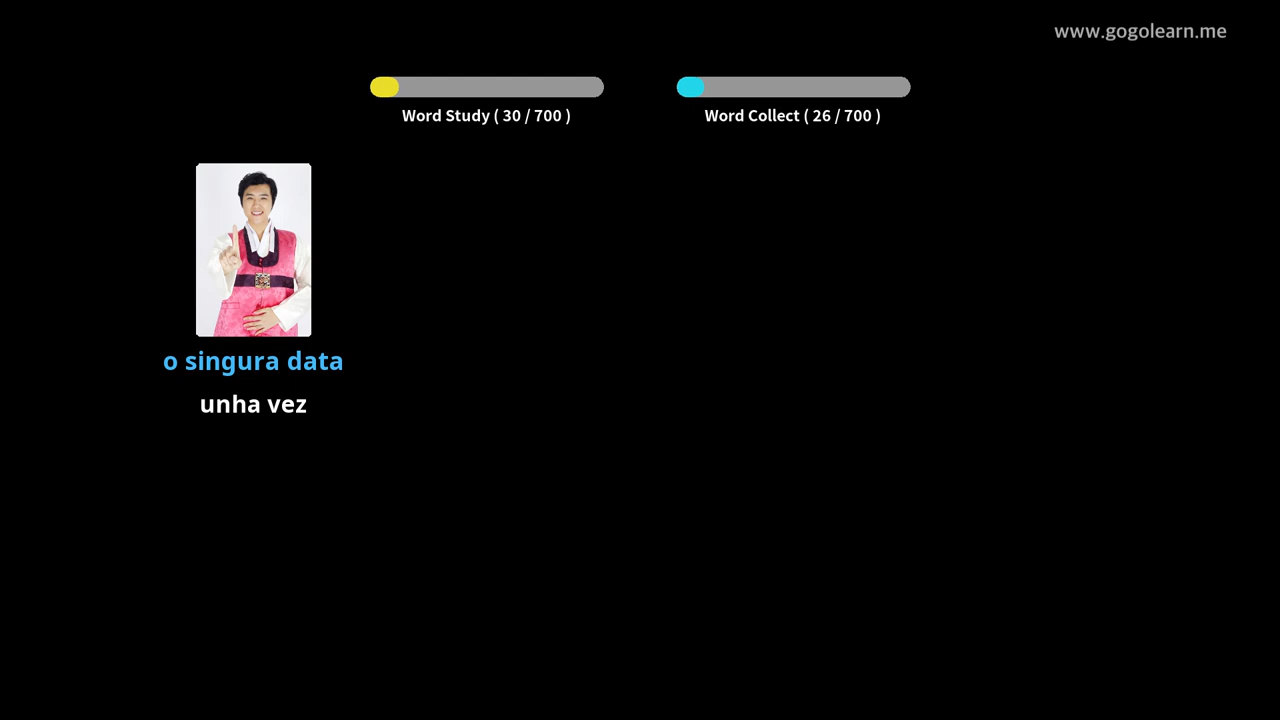 www.gogolearn.me
Word Study ( 30 / 700 )
Word Collect ( 26 / 700 )
o singura data
unha vez